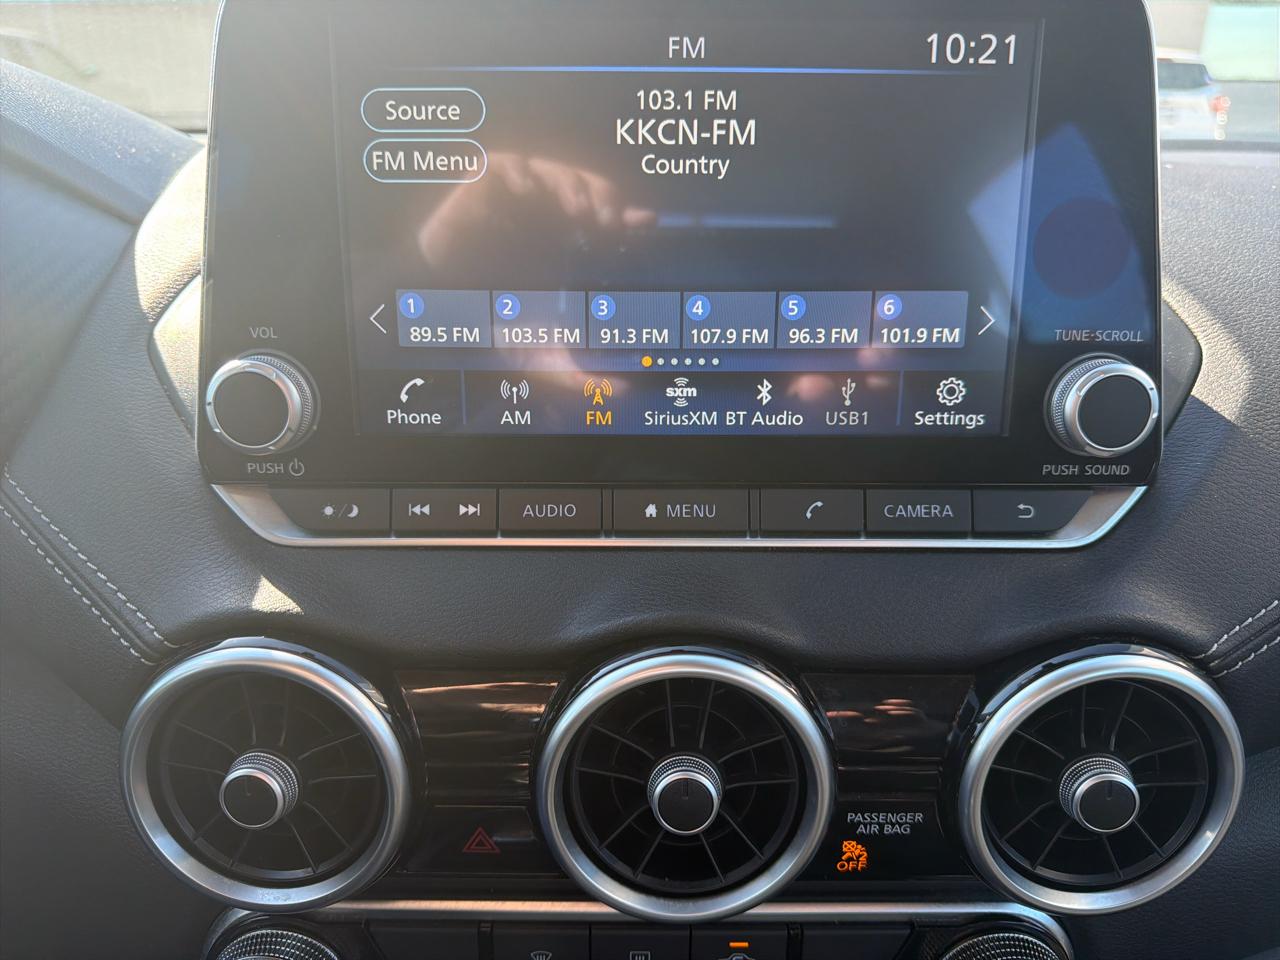 FM
10:21
Source
103.1 FM
KKCN-FM
FM Menu
Country
1
2
3
4
5
6
89.5 FM
103.5 FM
91.3 FM
107.9 FM
96.3 FM
101.9 FM
VOL
TUNE·SCROLL
sxm
Phone
AM
FM
SiriusXM
BT Audio
USB1
Settings
PUSH
PUSH SOUND
AUDIO
MENU
CAMERA
PASSENGER
AIR BAG
2
OFF